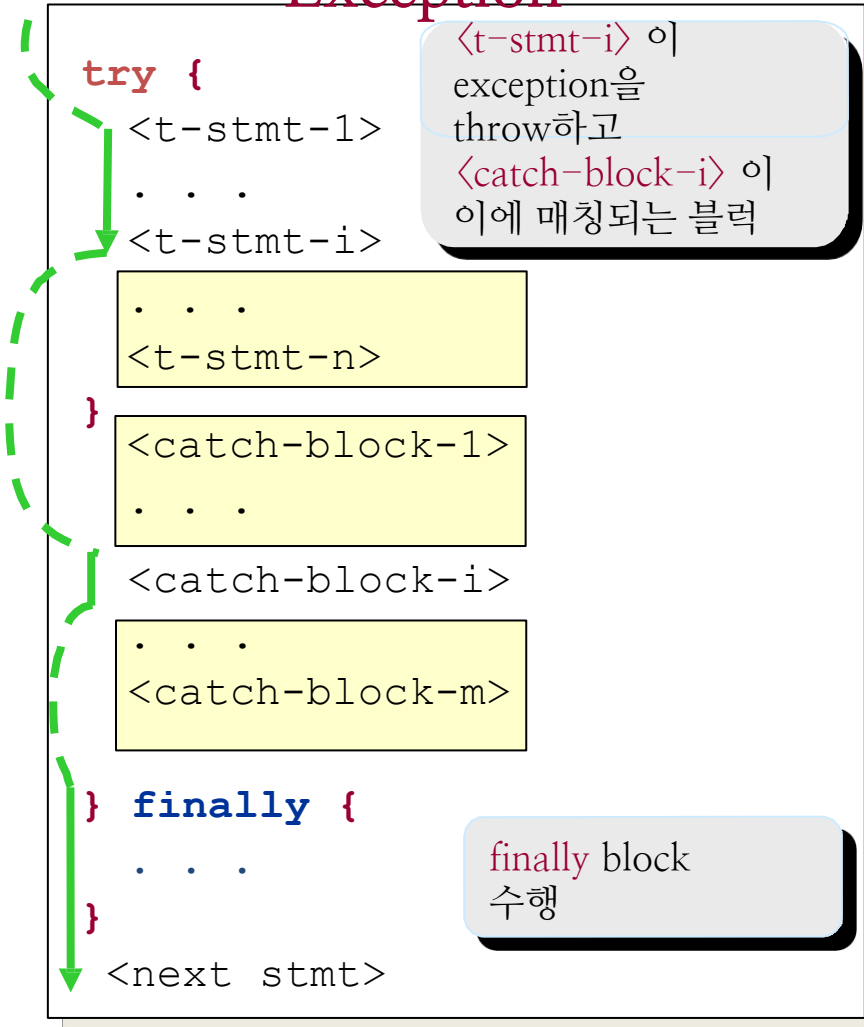 Exception
try {
<t-stmt-1>
. . .
<t-stmt-i>
. . .
<t-stmt-n>
}
<catch-block-1>
. . .
<catch-block-i>
. . .
<catch-block-m>
} finally {
. . .
}
<next stmt>
〈t-stmt-i〉 이
exception을
throw하고
〈catch-block-i〉 이
이에 매칭되는 블럭
finally block
수행